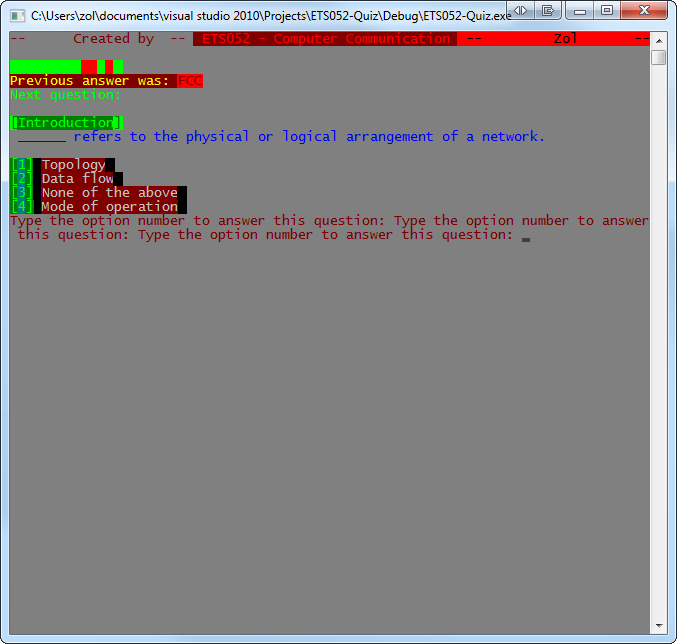 C:\Users\zol\documents\visual studio 2010\Projects\ETS052-Quiz\Debug\ETS052-Quiz.exe
-- Created by -- ETS052 - Computer Communication -- Zol --
Previous answer was: FCC
Next question:
[Introduction]
______ refers to the physical or logical arrangement of a network.
[1] Topology
[2] Data flow
[3] None of the above
[4] Mode of operation
Type the option number to answer this question: Type the option number to answer
this question: Type the option number to answer this question: _